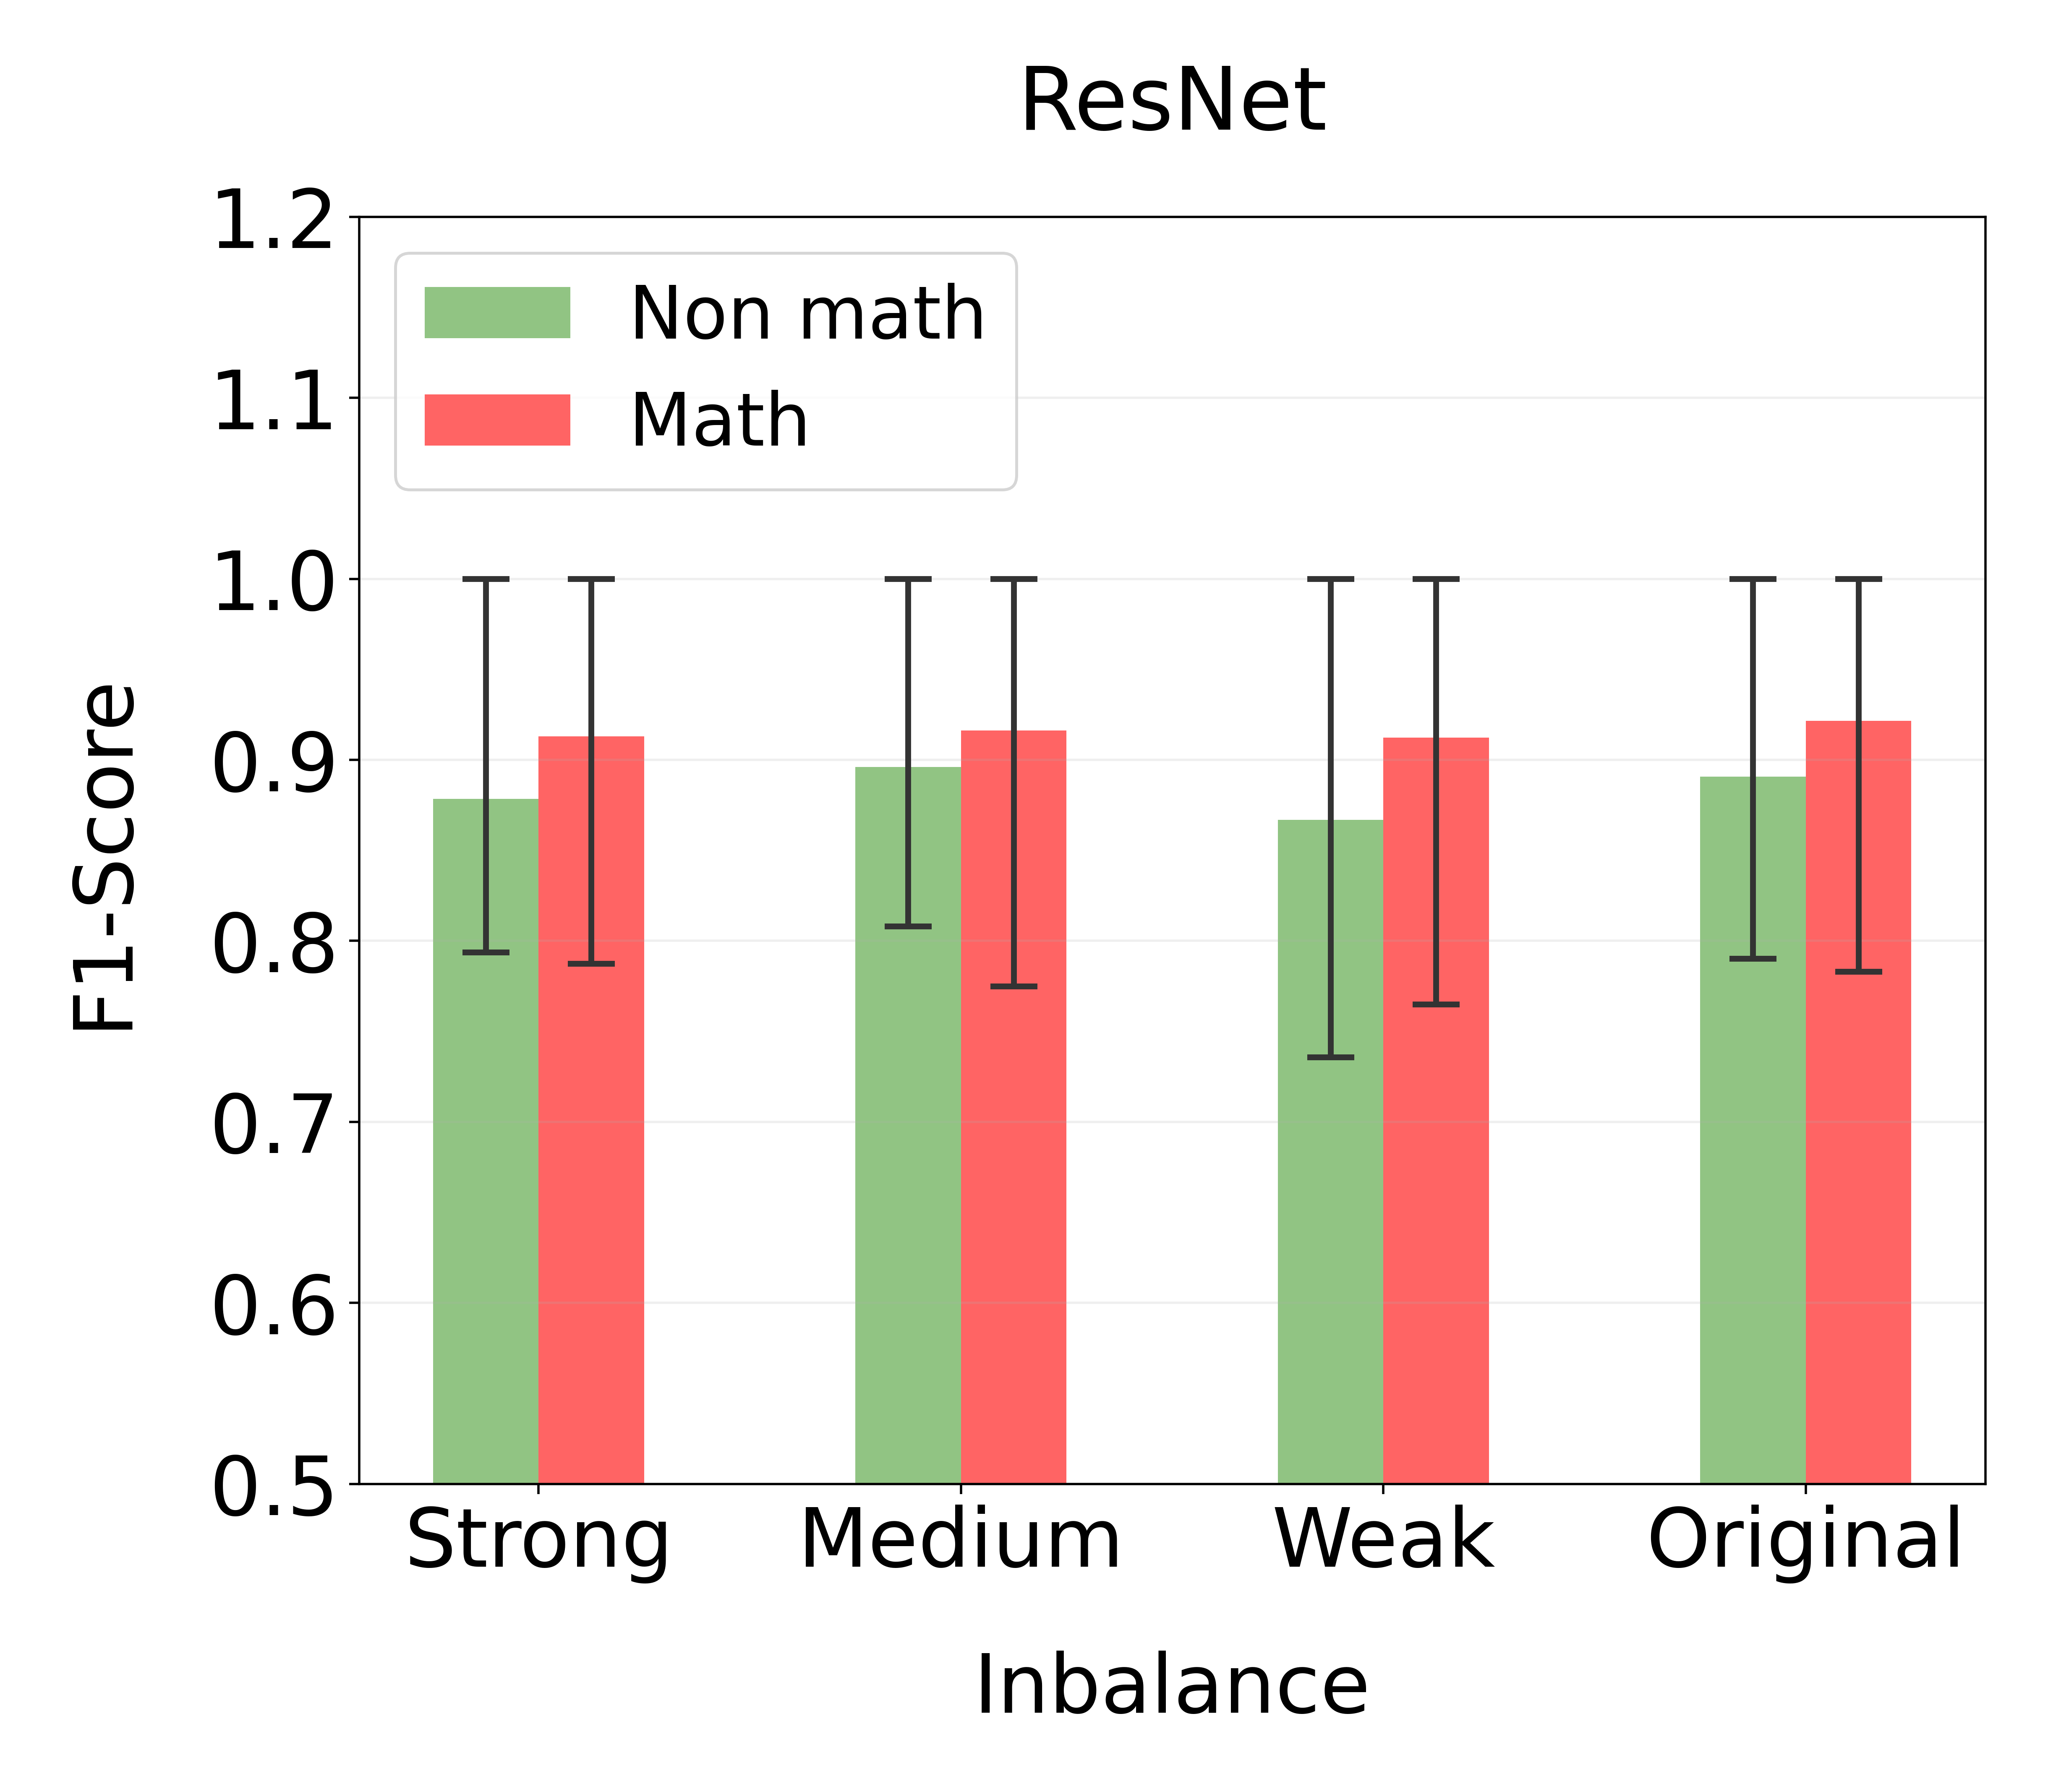 ResNet
1.2
1.1
1.0
0.9
0.8
0.7
0.6
0.5
F1-Score
Non math
Math
Strong Medium Weak Original
Inbalance